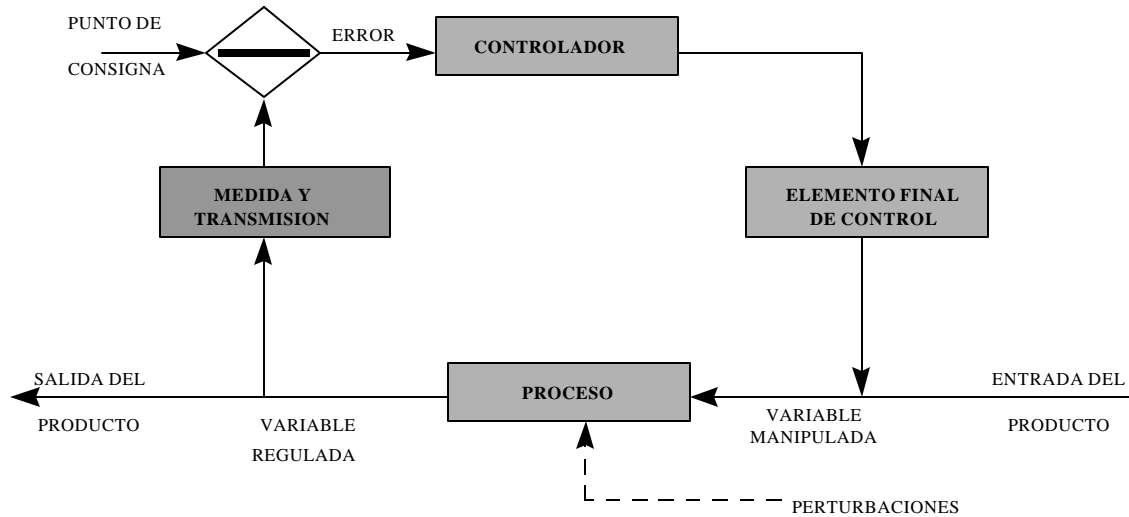 PUNTO DE
CONSIGNA
ERROR
CONTROLADOR
MEDIDA Y
TRANSMISION
ELEMENTO FINAL
DE CONTROL
SALIDA DEL
PRODUCTO
VARIABLE
REGULADA
PROCESO
VARIABLE
MANIPULADA
ENTRADA DEL
PRODUCTO
PERTURBACIONES